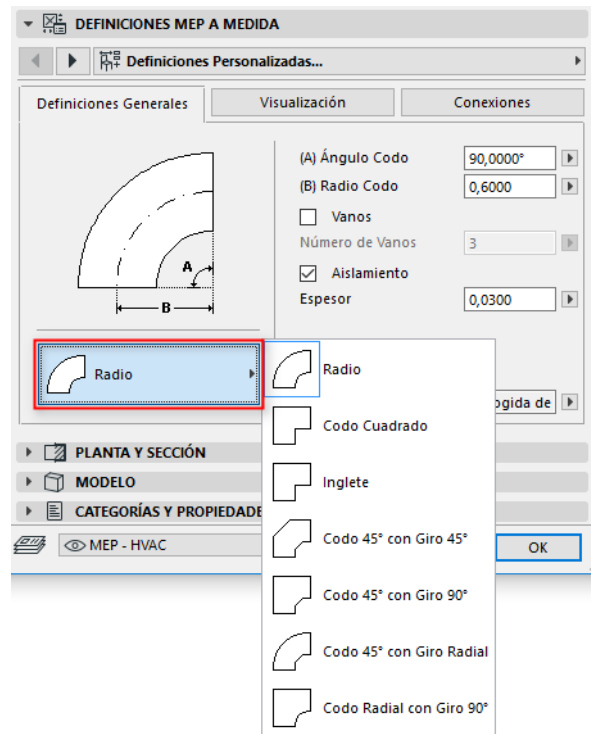 DEFINICIONES MEP A MEDIDA
Definiciones Personalizadas...
Definiciones Generales
Visualización
Conexiones
(A) Ángulo Codo
90,0000°
(B) Radio Codo
0,6000
Vanos
Número de Vanos
3
Aislamiento
Espesor
0,0300
A
B
Radio
Radio
ogida de
Codo Cuadrado
Inglete
Codo 45° con Giro 45°
Codo 45° con Giro 90°
Codo 45° con Giro Radial
Codo Radial con Giro 90°
PLANTA Y SECCIÓN
MODELO
CATEGORÍAS Y PROPIEDADE
MEP - HVAC
OK